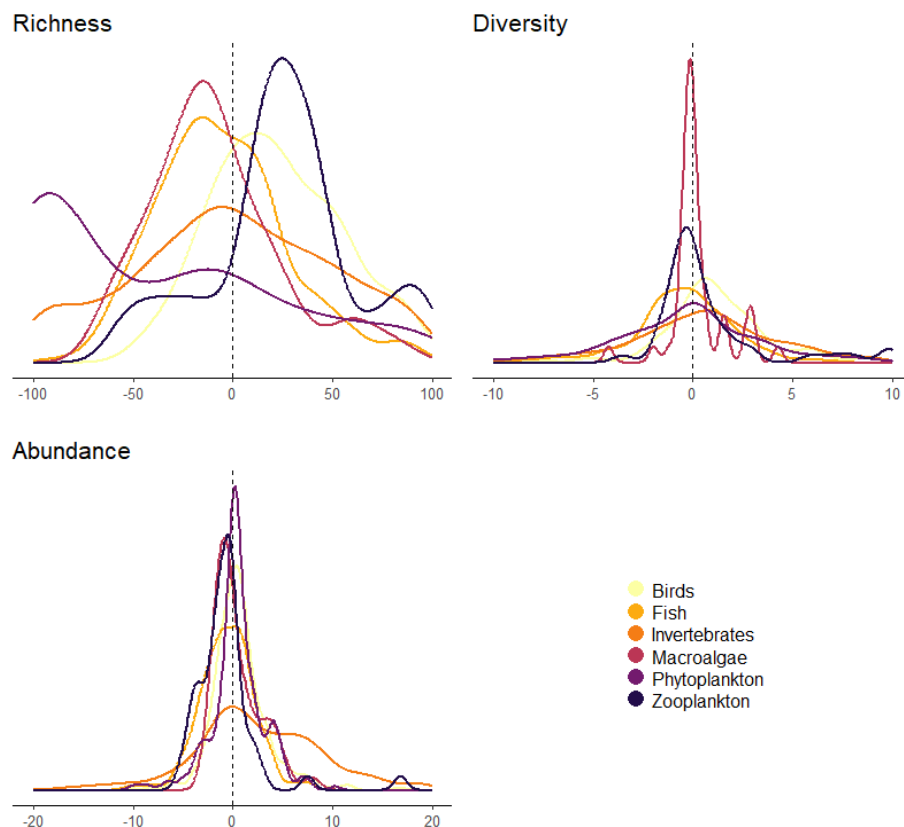 Richness
-100 -50 0 50 100
Diversity
-10 -5 0 5 10
Abundance
-20 -10 0 10 20
Birds
Fish
Invertebrates
Macroalgae
Phytoplankton
Zooplankton